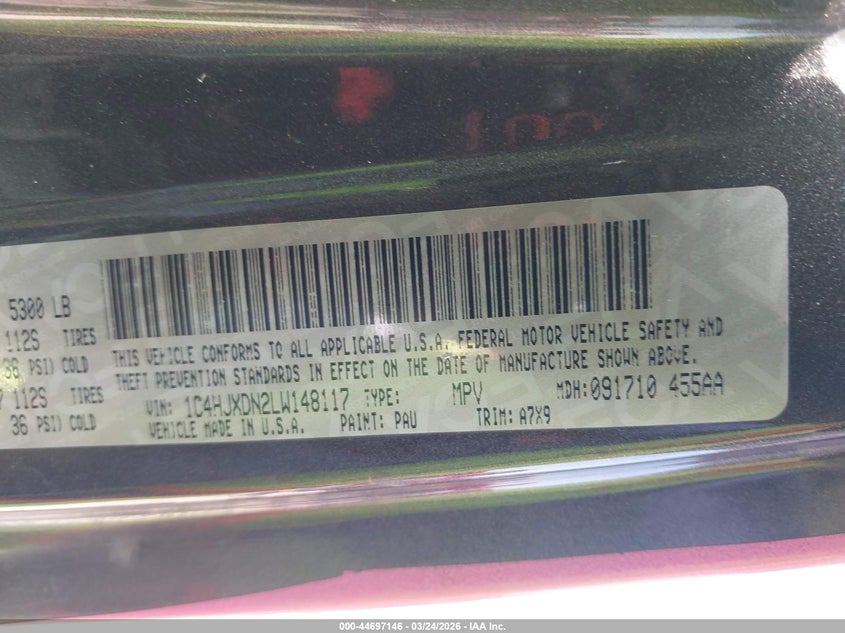 5300 LB
112S TIRES
36 PSI) COLD
112S TIRES
36 PSI) COLD
THIS VEHICLE CONFORMS TO ALL APPLICABLE U.S.A. FEDERAL MOTOR VEHICLE SAFETY AND
THEFT PREVENTION STANDARDS IN EFFECT ON THE DATE OF MANUFACTURE SHOWN ABOVE.
VIN: 1C4HJXDN2LW148117 TYPE: MPV MDH:091710 455AA
VEHICLE MADE IN U.S.A. PAINT: PAU TRIM: A7X9
000-44697146 - 03/24/2026 - IAA Inc.